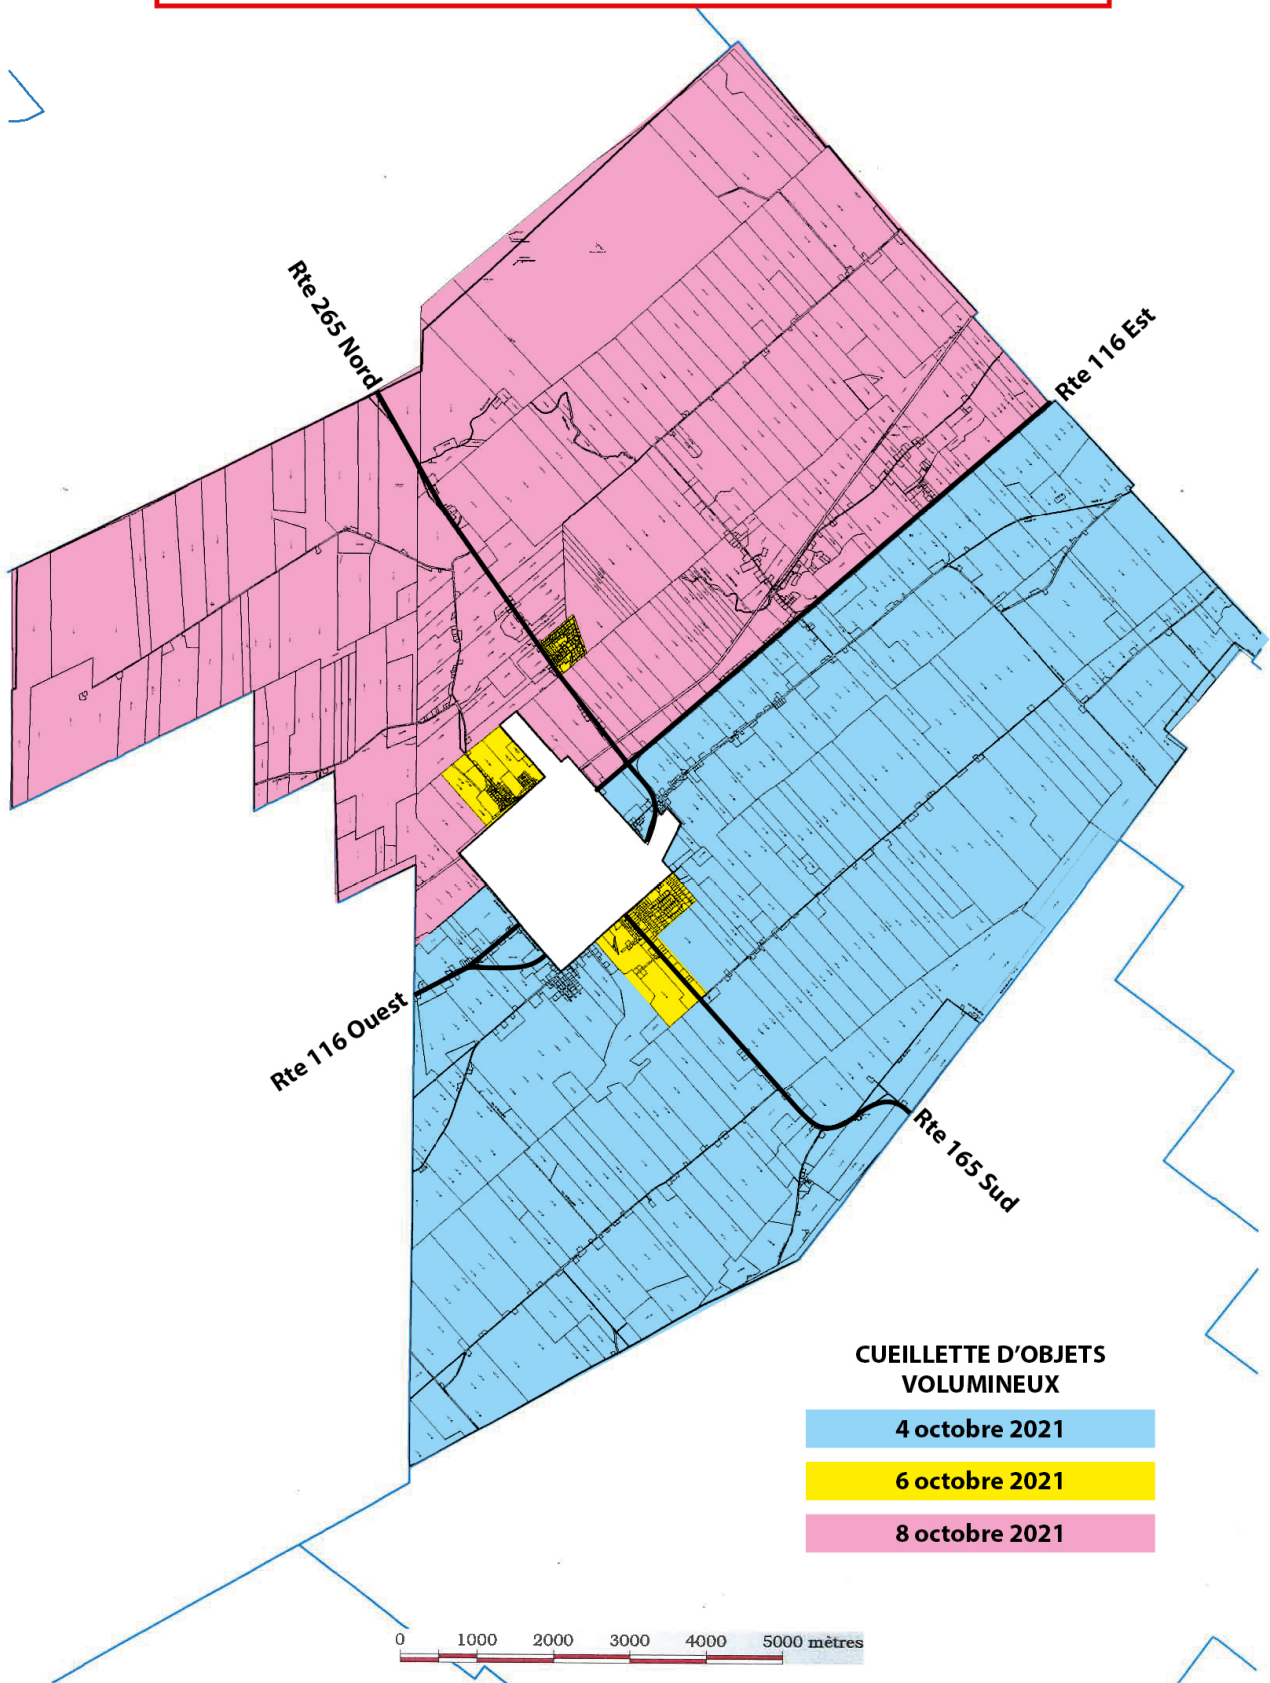 Rte 265 Nord
Rte 116 Est
Rte 116 Ouest
Rte 165 Sud
CUEILLETTE D'OBJETS
VOLUMINEUX
4 octobre 2021
6 octobre 2021
8 octobre 2021
0 1000 2000 3000 4000 5000 mètres